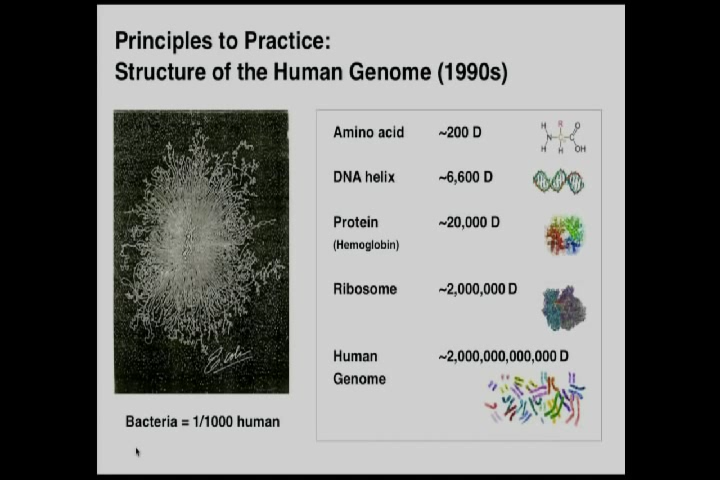 Principles to Practice:
Structure of the Human Genome (1990s)
Amino acid ~200 D
H R O
N C C
H H OH
DNA helix ~6,600 D
Protein ~20,000 D
(Hemoglobin)
Ribosome ~2,000,000 D
Human ~2,000,000,000,000 D
Genome
Bacteria = 1/1000 human